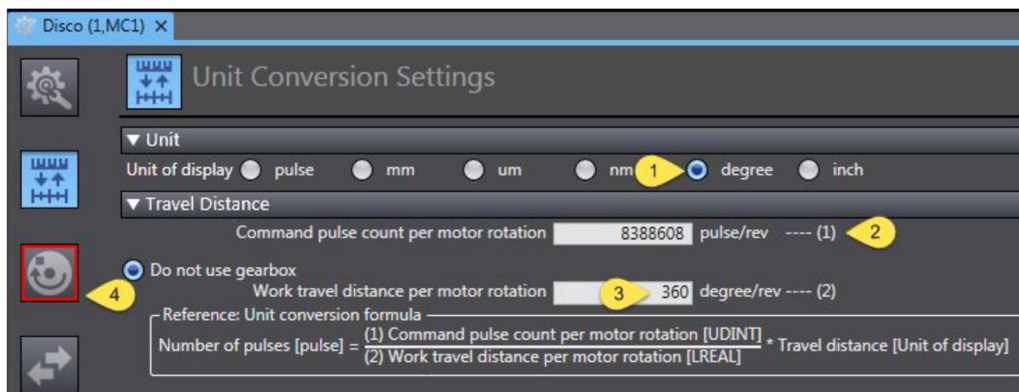 Disco (1,MC1) X
Unit Conversion Settings
▼ Unit
Unit of display pulse mm um nm 1 degree inch
▼ Travel Distance
Command pulse count per motor rotation 8388608 pulse/rev ---- (1) 2
Do not use gearbox
4 Work travel distance per motor rotation 3 360 degree/rev ---- (2)
Reference: Unit conversion formula
(1) Command pulse count per motor rotation [UDINT]
Number of pulses [pulse] = * Travel distance [Unit of display]
(2) Work travel distance per motor rotation [LREAL]